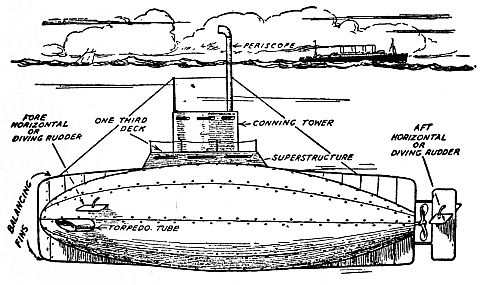 PERISCOPE
FORE
HORIZONTAL
OR
DIVING RUDDER
ONE THIRD
DECK
CONNING TOWER
SUPERSTRUCTURE
AFT
HORIZONTAL
OR
DIVING RUDDER
BALANCING
FINS
TORPEDO TUBE